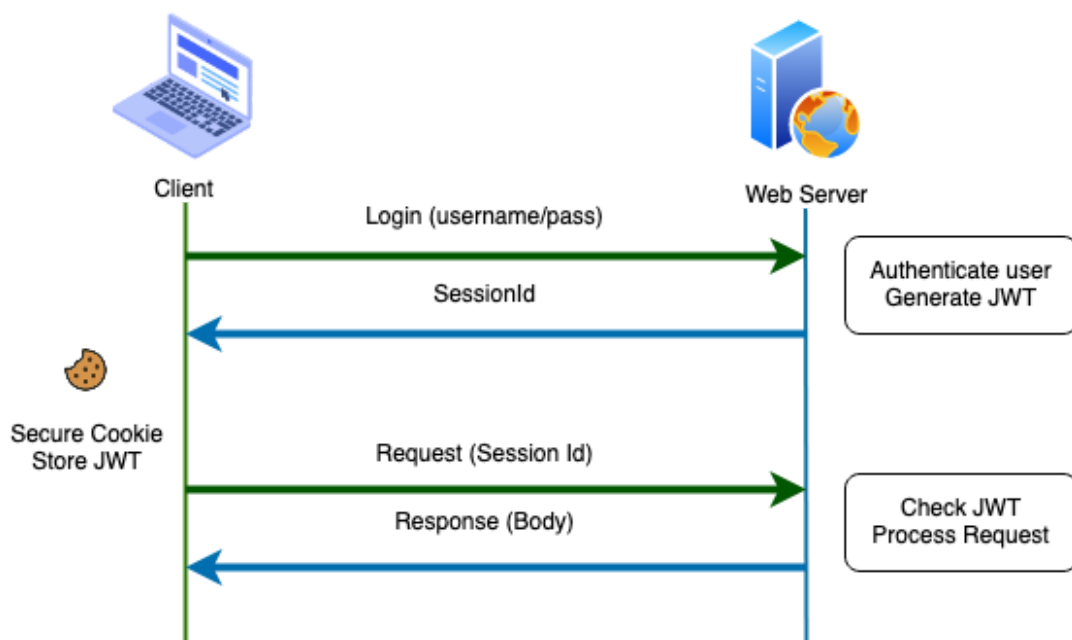 Client
Web Server
Login (username/pass)
Authenticate user
Generate JWT
SessionId
Secure Cookie
Store JWT
Request (Session Id)
Check JWT
Process Request
Response (Body)